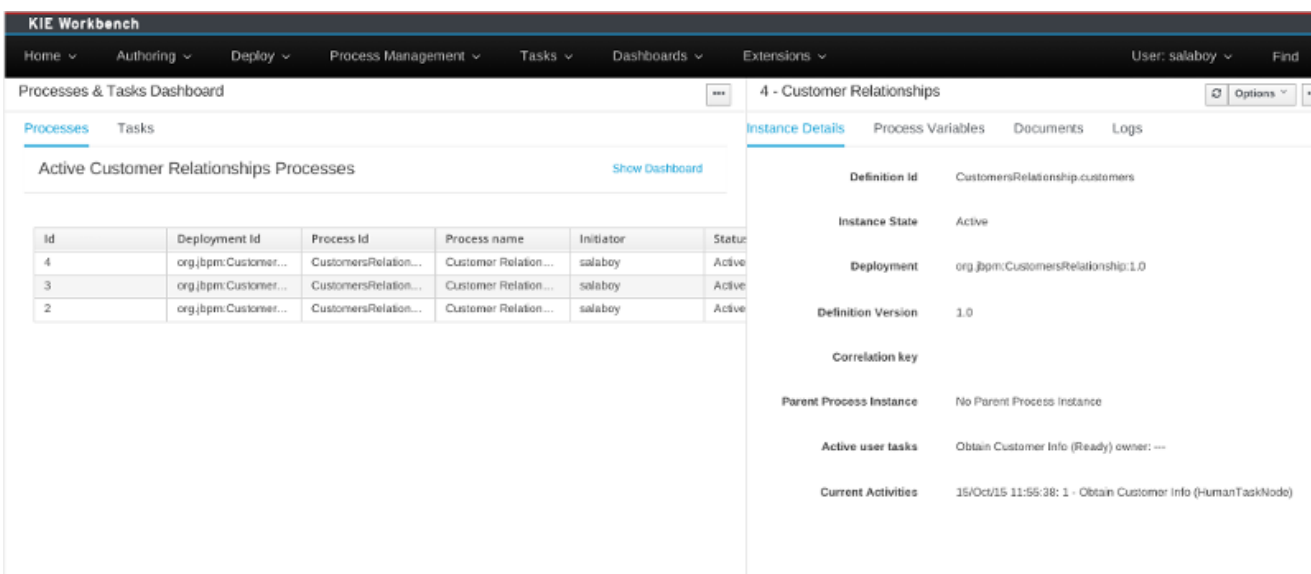 KIE Workbench
Home Authoring Deploy Process Management Tasks Dashboards Extensions User: salaboy Find
Processes & Tasks Dashboard
Processes Tasks
Active Customer Relationships Processes Show Dashboard
Id Deployment Id Process Id Process name Initiator Status
4 org.jbpm:Customer... CustomersRelation... Customer Relation... salaboy Active
3 org.jbpm:Customer... CustomersRelation... Customer Relation... salaboy Active
2 org.jbpm:Customer... CustomersRelation... Customer Relation... salaboy Active
4 - Customer Relationships Options
Instance Details Process Variables Documents Logs
Definition Id CustomersRelationship.customers
Instance State Active
Deployment org.jbpm:CustomersRelationship:1.0
Definition Version 1.0
Correlation key
Parent Process Instance No Parent Process Instance
Active user tasks Obtain Customer Info (Ready) owner: ---
Current Activities 15/Oct/15 11:55:38: 1 - Obtain Customer Info (HumanTaskNode)